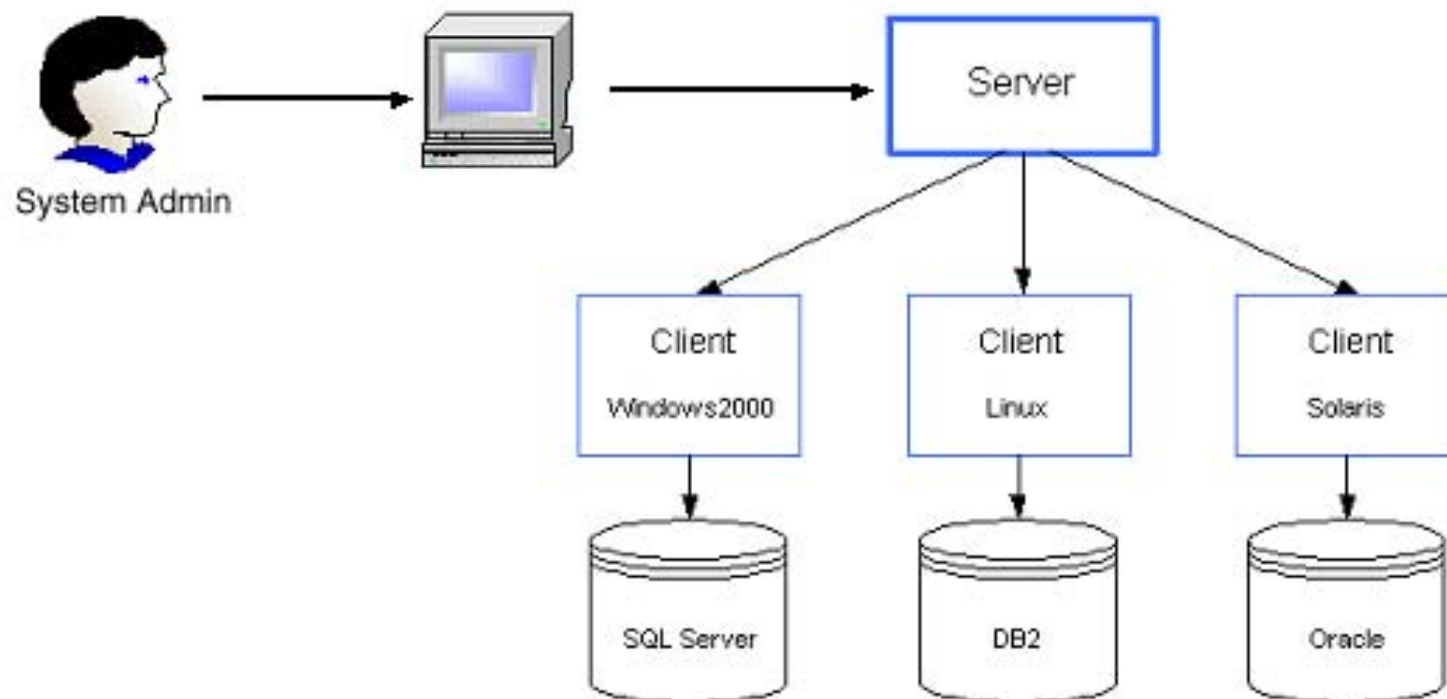 Server
System Admin
Client
Windows2000
Client
Linux
Client
Solaris
SQL Server
DB2
Oracle